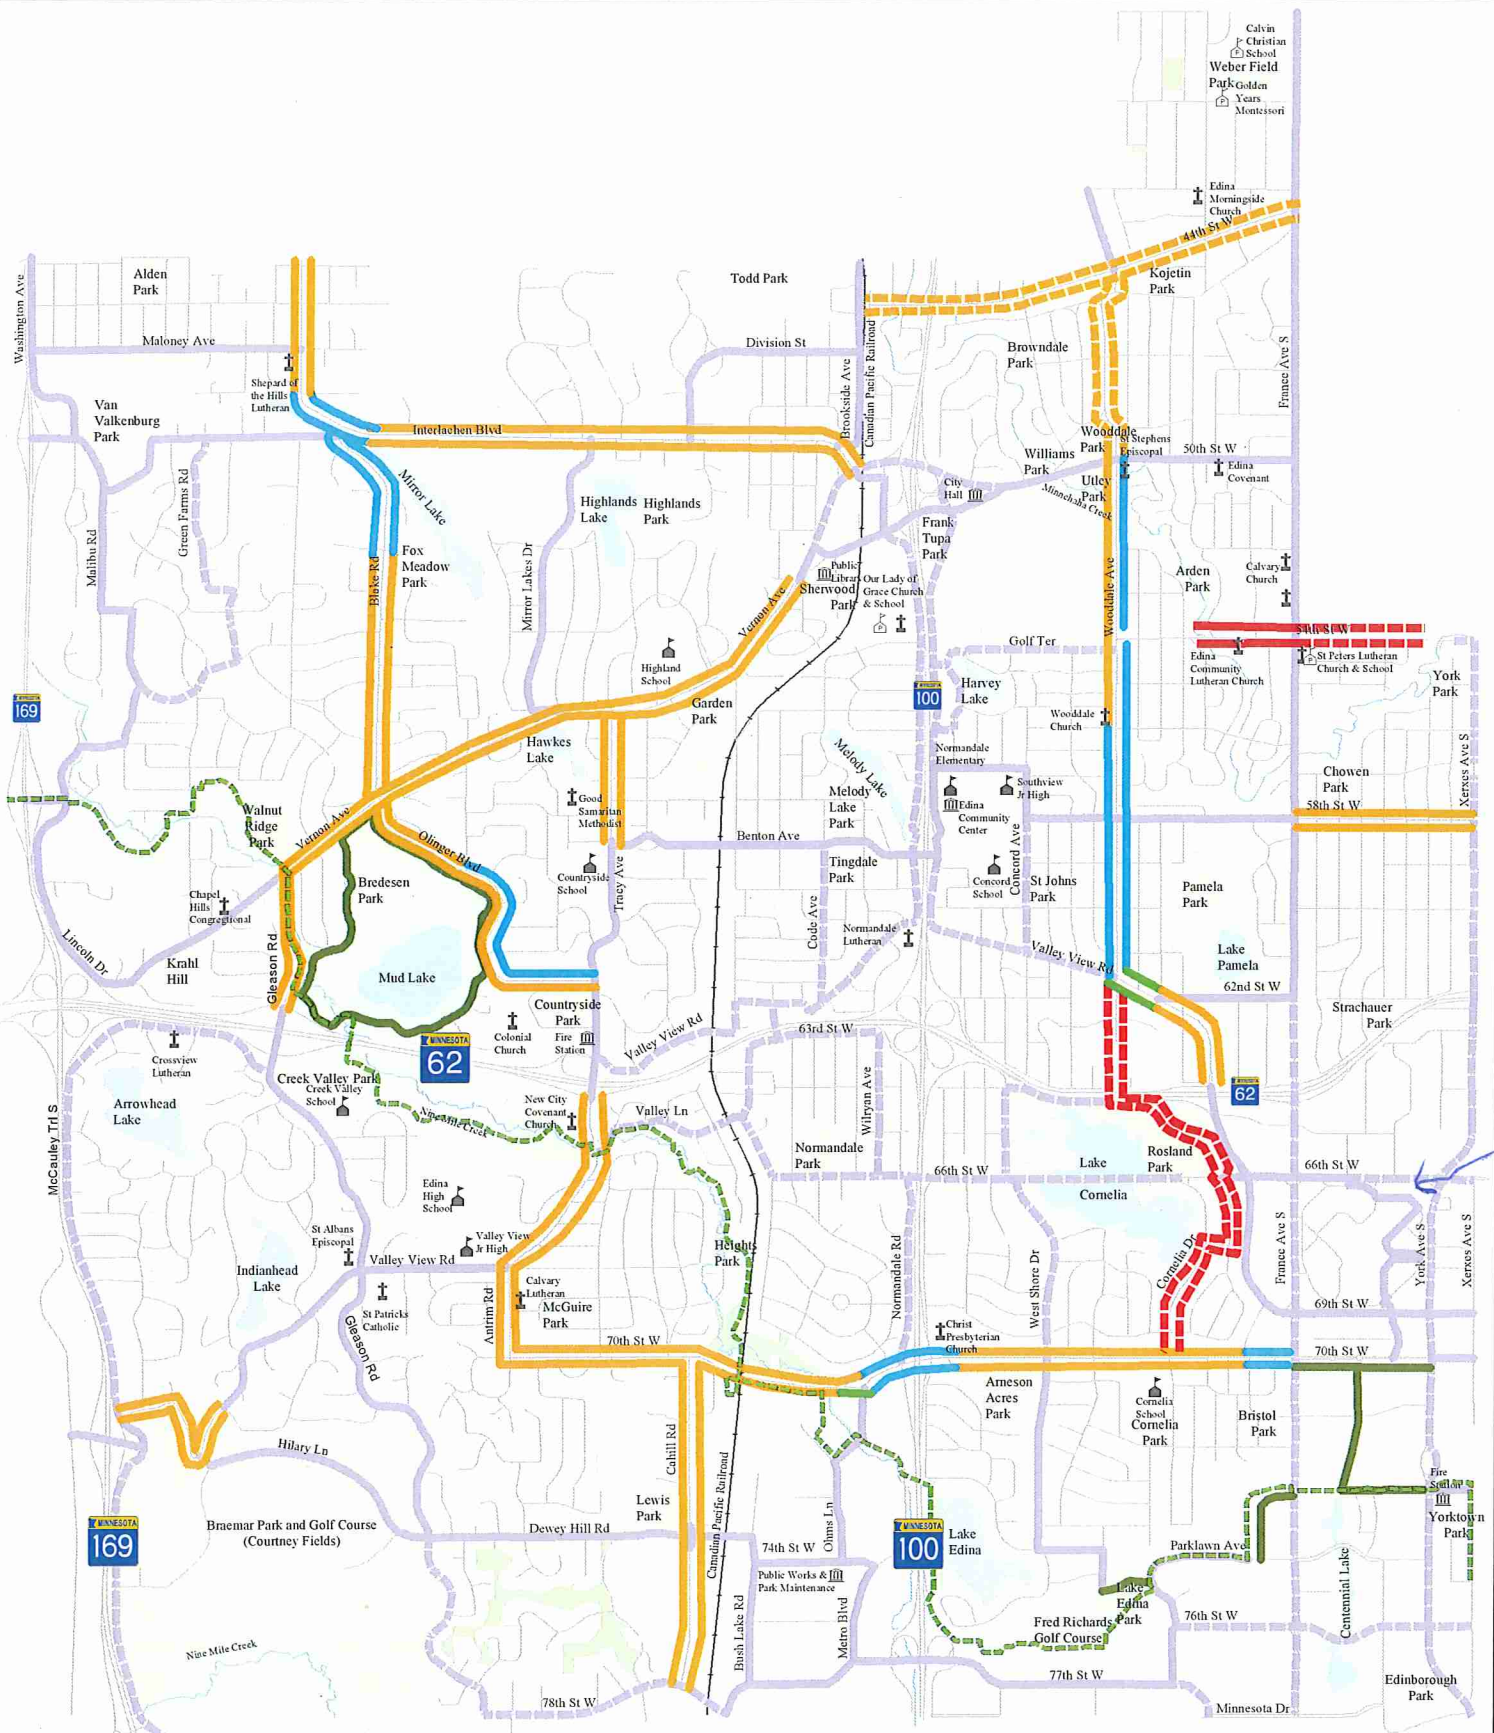 Calvin
Christian
School
Weber Field
Park
Golden
Years
Montessori
Edina
Morningside
Church
44th St W
Kojetin
Park
Alden
Park
Todd Park
Washington Ave
Maloney Ave
Division St
Brookside Ave
Canadian Pacific Railroad
Browndale
Park
France Ave S
Shepard of
the Hills
Lutheran
Van
Valkenburg
Park
Interlachen Blvd
Wooddale
Park
St Stephens
Episcopal
50th St W
Williams
Park
Edina
Covenant
City
Hall
Utley
Park
Minnehaha Creek
Mirror Lake
Highlands
Lake
Highlands
Park
Green Farms Rd
Malibu Rd
Frank
Tupa
Park
Fox
Meadow
Park
Blake Rd
Mirror Lakes Dr
Public
Library
Sherwood
Park
Our Lady of
Grace Church
& School
Vernon Ave
Wooddale Ave
Arden
Park
Calvary
Church
54th St W
Golf Ter
Edina
Community
Lutheran Church
St Peters Lutheran
Church & School
York
Park
Highland
School
Harvey
Lake
MINNESOTA
169
MINNESOTA
100
Garden
Park
Wooddale
Church
Hawkes
Lake
Melody Lake
Normandale
Elementary
Southview
Jr High
Xerxes Ave S
Chowen
Park
58th St W
Good
Samaritan
Methodist
Melody
Lake
Park
Edina
Community
Center
Walnut
Ridge
Park
Vernon Ave
Olinger Blvd
Benton Ave
Concord Ave
Countryside
School
Tracy Ave
Tingdale
Park
Concord
School
St Johns
Park
Pamela
Park
Bredesen
Park
Chapel
Hills
Congregtional
Code Ave
Normandale
Lutheran
Lincoln Dr
Krahl
Hill
Gleason Rd
Mud Lake
Valley View Rd
Lake
Pamela
62nd St W
Countryside
Park
Strachauer
Park
Colonial
Church
Fire
Station
Valley View Rd
63rd St W
Crossview
Lutheran
MINNESOTA
62
Creek Valley Park
Creek Valley
School
Arrowhead
Lake
New City
Covenant
Church
Valley Ln
Nine Mile Creek
Wilryan Ave
MINNESOTA
62
McCauley Trl S
Normandale
Park
66th St W
Lake
Cornelia
Rosland
Park
66th St W
Edina
High
School
St Albans
Episcopal
Valley View
Jr High
Valley View Rd
Heights
Park
Normandale Rd
West Shore Dr
Cornelia Dr
France Ave S
York Ave S
Xerxes Ave S
Indianhead
Lake
Calvary
Lutheran
McGuire
Park
Antrim Rd
69th St W
St Patricks
Catholic
Gleason Rd
70th St W
Christ
Presbyterian
Church
70th St W
Arneson
Acres
Park
Cornelia
School
Cornelia
Park
Bristol
Park
Hilary Ln
Cahill Rd
Canadian Pacific Railroad
Fire
Station
Lewis
Park
Ohms Ln
Yorktown
Park
MINNESOTA
169
Braemar Park and Golf Course
(Courtney Fields)
Dewey Hill Rd
MINNESOTA
100
Lake
Edina
74th St W
Parklawn Ave
Public Works &
Park Maintenance
Centennial Lake
Lake
Edina
Park
Bush Lake Rd
Metro Blvd
Fred Richards
Golf Course
76th St W
Nine Mile Creek
77th St W
Edinborough
Park
78th St W
Minnesota Dr